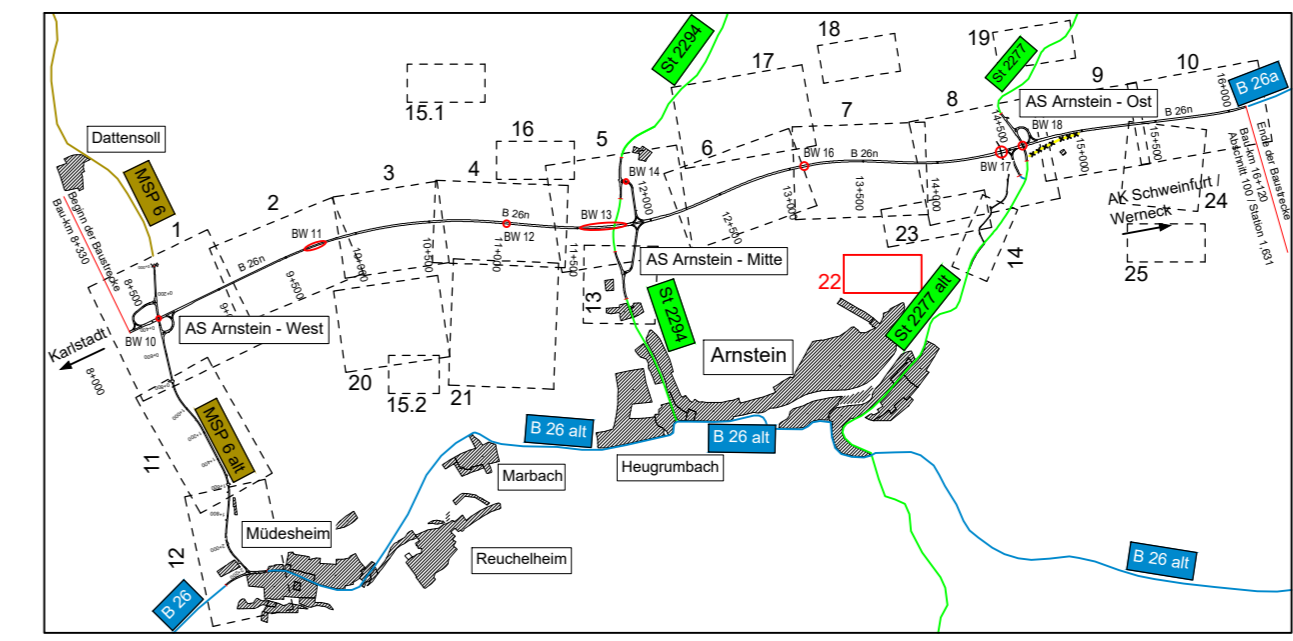 18
19
17
St 2294
St 2277
10
9
16+000
B 26a
15.1
8
AS Arnstein - Ost
7
Dattensoll
16
5
14+500
BW 18
B 26n
MSP 6
6
BW 16
B 26n
15+000
15+500
Ende der Baustrecke
Bau-km 16+120
Abschnitt 100 / Station 1,631
4
BW 14
BW 17
3
12+000
13+000
13+500
14+000
AK Schweinfurt /
Werneck
24
Beginn der Baustrecke
Bau-km 8+330
2
B 26n
BW 13
12+500
23
1
BW 11
BW 12
14
25
B 26n
10+000
10+500
11+000
11+500
AS Arnstein - Mitte
22
8+500
9+500
13
St 2294
St 2277 alt
AS Arnstein - West
BW 10
Karlstadt
8+000
Arnstein
20
15.2
21
MSP 6 alt
11
B 26 alt
B 26 alt
Heugrumbach
Marbach
12
Müdesheim
Reuchelheim
B 26 alt
B 26